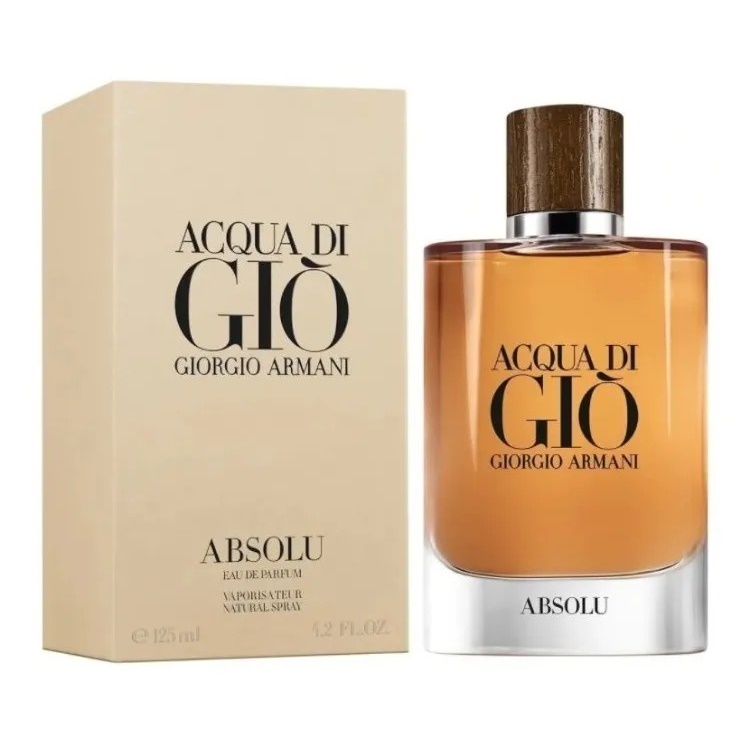 ACQUA DI
GIÒ
GIORGIO ARMANI
ABSOLU
EAU DE PARFUM
VAPORISATEUR
NATURAL SPRAY
℮ 125 ml 4.2 FL.OZ.
ACQUA DI
GIÒ
GIORGIO ARMANI
ABSOLU